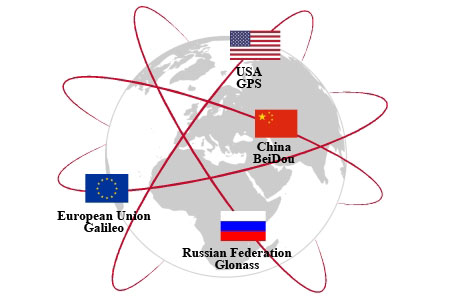 USA
GPS
China
BeiDou
European Union
Galileo
Russian Federation
Glonass